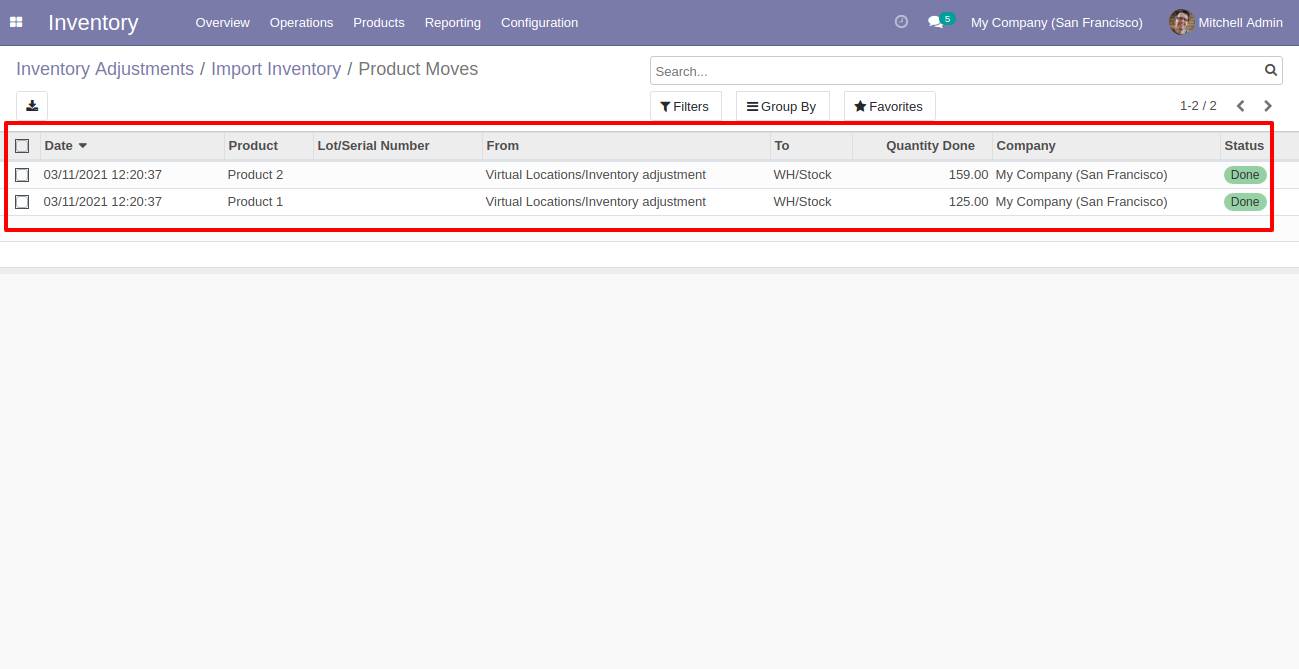 Inventory Overview Operations Products Reporting Configuration 5 My Company (San Francisco) Mitchell Admin
Inventory Adjustments / Import Inventory / Product Moves
Search...
Filters Group By Favorites 1-2 / 2
Date Product Lot/Serial Number From To Quantity Done Company Status
03/11/2021 12:20:37 Product 2 Virtual Locations/Inventory adjustment WH/Stock 159.00 My Company (San Francisco) Done
03/11/2021 12:20:37 Product 1 Virtual Locations/Inventory adjustment WH/Stock 125.00 My Company (San Francisco) Done